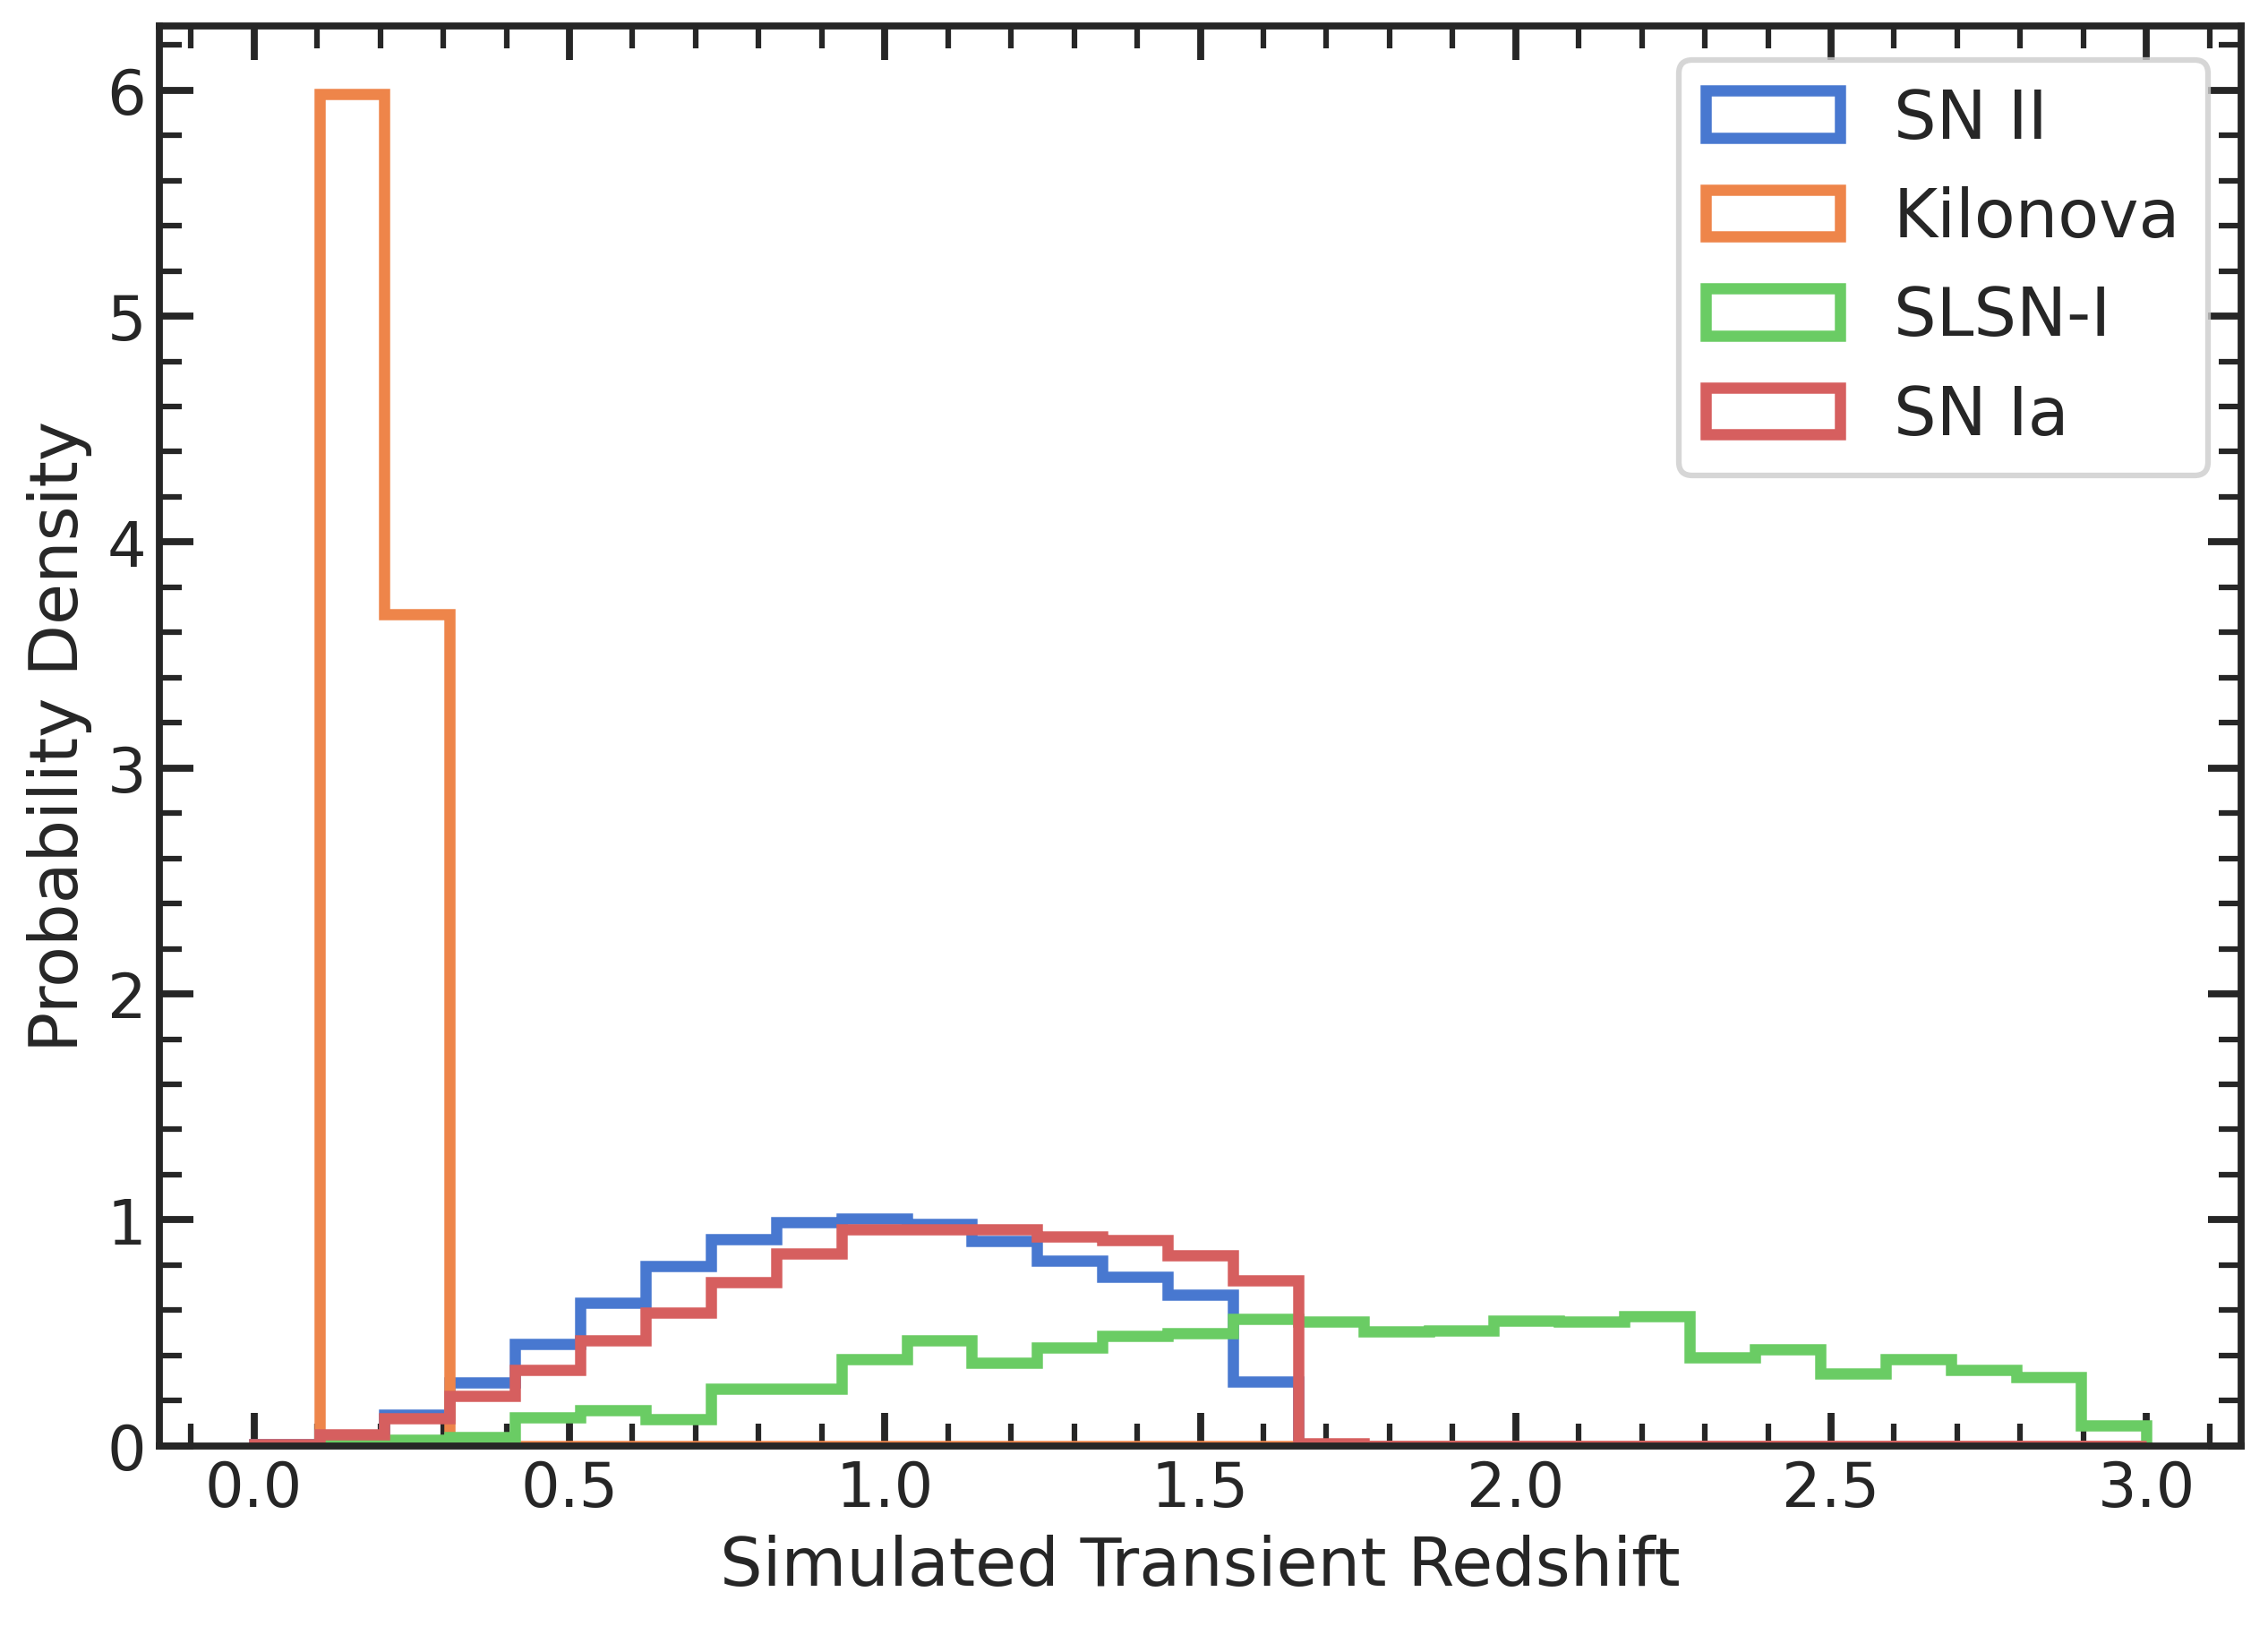 6
5
4
3
2
1
0
Probability Density
SN II
Kilonova
SLSN-I
SN Ia
0.0 0.5 1.0 1.5 2.0 2.5 3.0
Simulated Transient Redshift